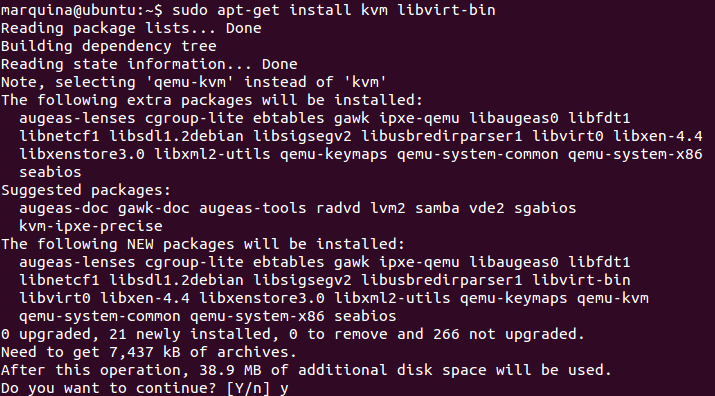 marquina@ubuntu:~$ sudo apt-get install kvm libvirt-bin
Reading package lists... Done
Building dependency tree
Reading state information... Done
Note, selecting 'qemu-kvm' instead of 'kvm'
The following extra packages will be installed:
  augeas-lenses cgroup-lite ebtables gawk ipxe-qemu libaugeas0 libfdt1
  libnetcf1 libsdl1.2debian libsigsegv2 libusbredirparser1 libvirt0 libxen-4.4
  libxenstore3.0 libxml2-utils qemu-keymaps qemu-system-common qemu-system-x86
  seabios
Suggested packages:
  augeas-doc gawk-doc augeas-tools radvd lvm2 samba vde2 sgabios
  kvm-ipxe-precise
The following NEW packages will be installed:
  augeas-lenses cgroup-lite ebtables gawk ipxe-qemu libaugeas0 libfdt1
  libnetcf1 libsdl1.2debian libsigsegv2 libusbredirparser1 libvirt-bin
  libvirt0 libxen-4.4 libxenstore3.0 libxml2-utils qemu-keymaps qemu-kvm
  qemu-system-common qemu-system-x86 seabios
0 upgraded, 21 newly installed, 0 to remove and 266 not upgraded.
Need to get 7,437 kB of archives.
After this operation, 38.9 MB of additional disk space will be used.
Do you want to continue? [Y/n] y